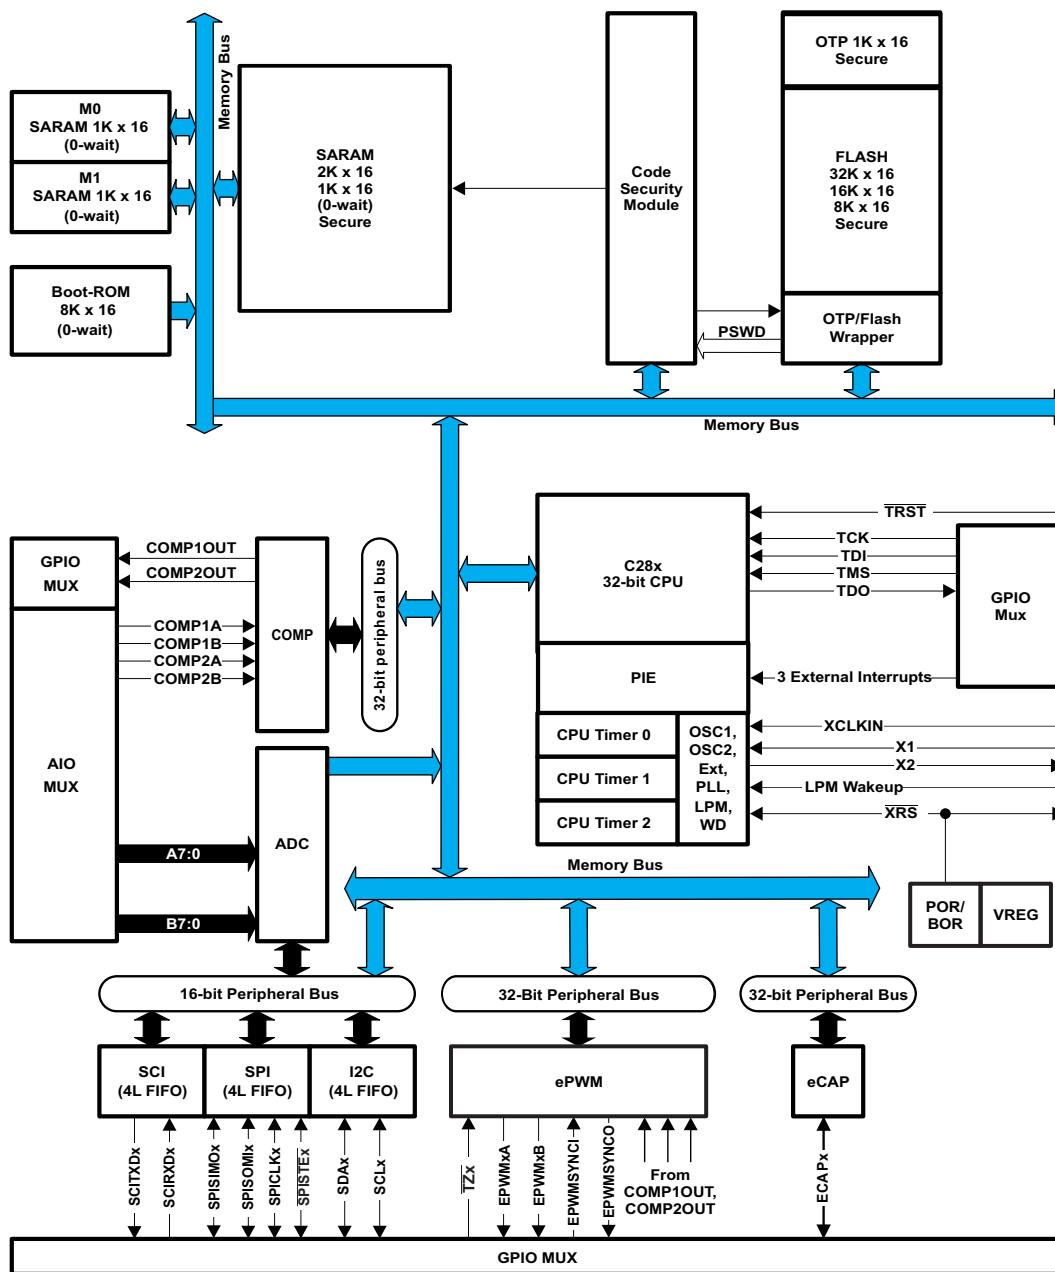 OTP 1K x 16
Secure
Memory Bus
M0
SARAM 1K x 16
(0-wait)
M1
SARAM 1K x 16
(0-wait)
SARAM
2K x 16
1K x 16
(0-wait)
Secure
Code
Security
Module
FLASH
32K x 16
16K x 16
8K x 16
Secure
Boot-ROM
8K x 16
(0-wait)
PSWD
OTP/Flash
Wrapper
Memory Bus
GPIO
MUX
COMP1OUT
COMP2OUT
COMP
32-bit peripheral bus
C28x
32-bit CPU
TRST
TCK
TDI
TMS
TDO
GPIO
Mux
COMP1A
COMP1B
COMP2A
COMP2B
PIE
3 External Interrupts
AIO
MUX
CPU Timer 0
CPU Timer 1
CPU Timer 2
OSC1,
OSC2,
Ext,
PLL,
LPM,
WD
XCLKIN
X1
X2
LPM Wakeup
XRS
ADC
A7:0
B7:0
Memory Bus
POR/
BOR
VREG
16-bit Peripheral Bus
32-Bit Peripheral Bus
32-bit Peripheral Bus
SCI
(4L FIFO)
SPI
(4L FIFO)
I2C
(4L FIFO)
ePWM
eCAP
SCITXDx
SCIRXDx
SPISIMOx
SPISOMIx
SPICLKx
SPISTEx
SDAx
SCLx
TZx
EPWMxA
EPWMxB
EPWMSYNCI
EPWMSYNCO
From
COMP1OUT,
COMP2OUT
ECAPx
GPIO MUX